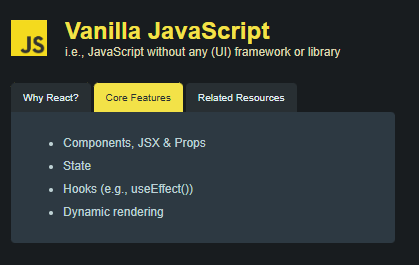 JS
Vanilla JavaScript
i.e., JavaScript without any (UI) framework or library
Why React?
Core Features
Related Resources
Components, JSX & Props
State
Hooks (e.g., useEffect())
Dynamic rendering